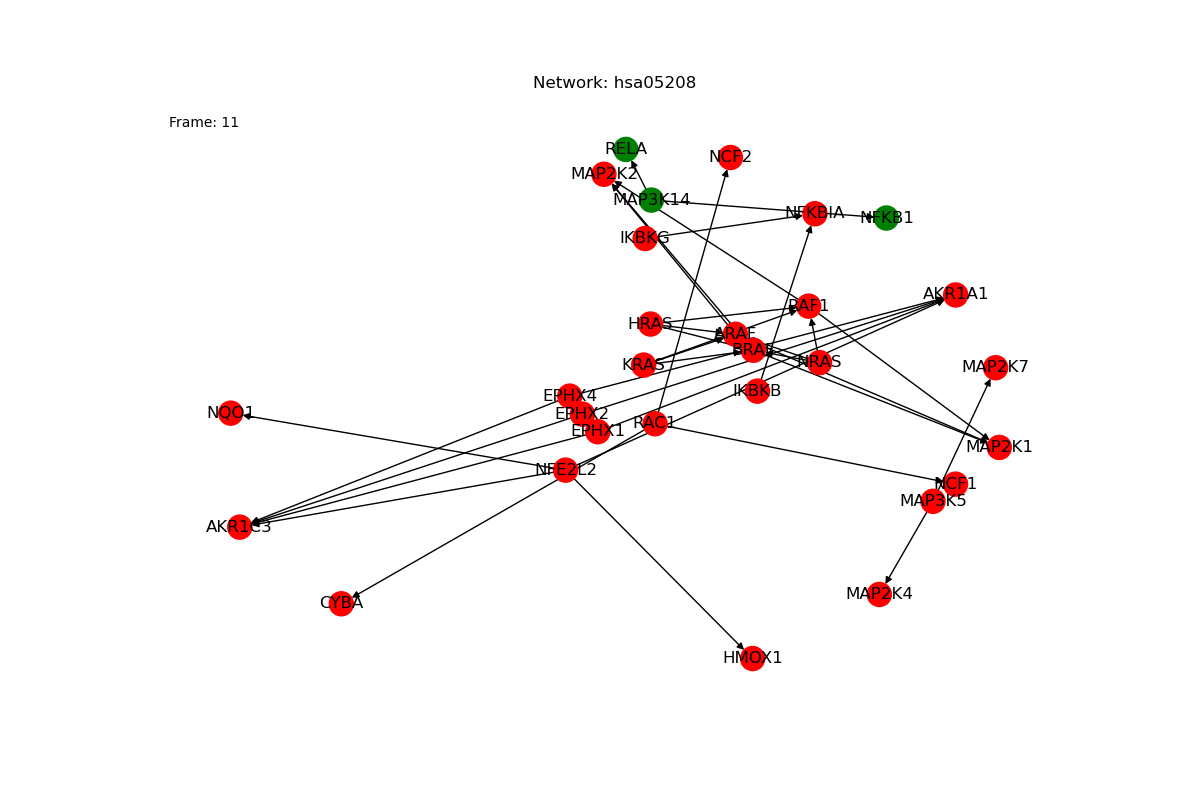 Network: hsa05208
Frame: 11
RELA
NCF2
MAP2K2
MAP3K14
NFKBIA
NFKB1
IKBKG
AKR1A1
RAF1
HRAS
ARAF
BRAF
NRAS
KRAS
MAP2K7
IKBKB
EPHX4
NQO1
EPHX2
RAC1
EPHX1
MAP2K1
NFE2L2
NCF1
MAP3K5
AKR1C3
MAP2K4
CYBA
HMOX1